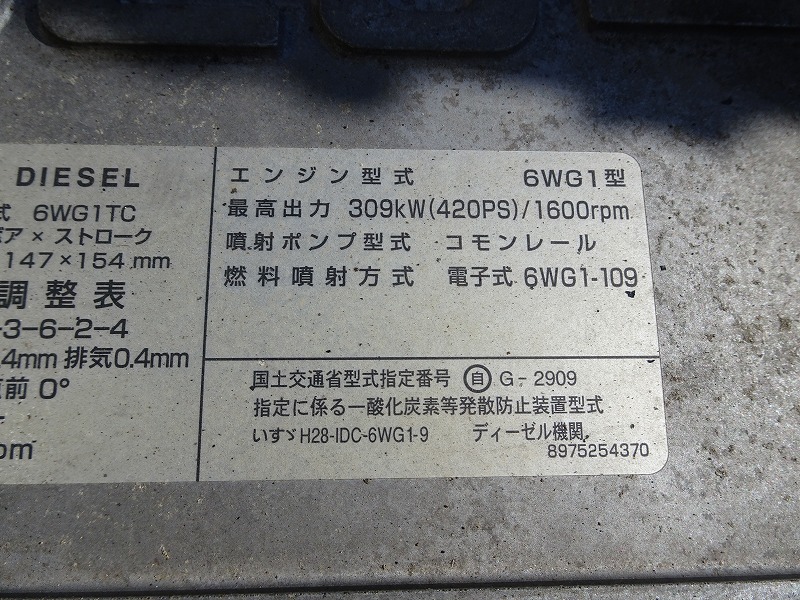 DIESEL
式 6WG1TC
ボア × ストローク
147×154 mm
調整表
-3-6-2-4
.4mm 排気0.4mm
前 0°
エンジン型式 6WG1型
最高出力 309kW(420PS)/1600rpm
噴射ポンプ型式 コモンレール
燃料噴射方式 電子式 6WG1-109
国土交通省型式指定番号 自 G-2909
指定に係る一酸化炭素等発散防止装置型式
いすゞH28-IDC-6WG1-9 ディーゼル機関
8975254370